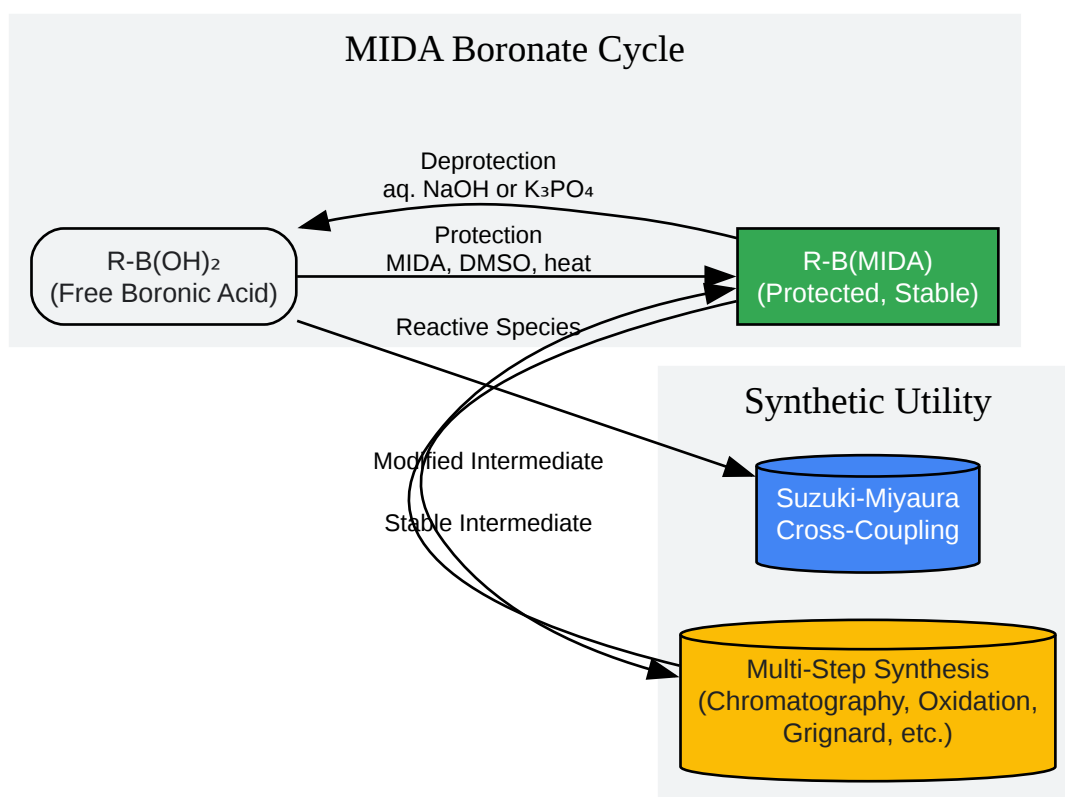 MIDA Boronate Cycle
Deprotection
aq. NaOH or K₃PO₄
Protection
MIDA, DMSO, heat
R-B(OH)₂
(Free Boronic Acid)
R-B(MIDA)
(Protected, Stable)
Reactive Species
Synthetic Utility
Modified Intermediate
Stable Intermediate
Suzuki-Miyaura
Cross-Coupling
Multi-Step Synthesis
(Chromatography, Oxidation,
Grignard, etc.)